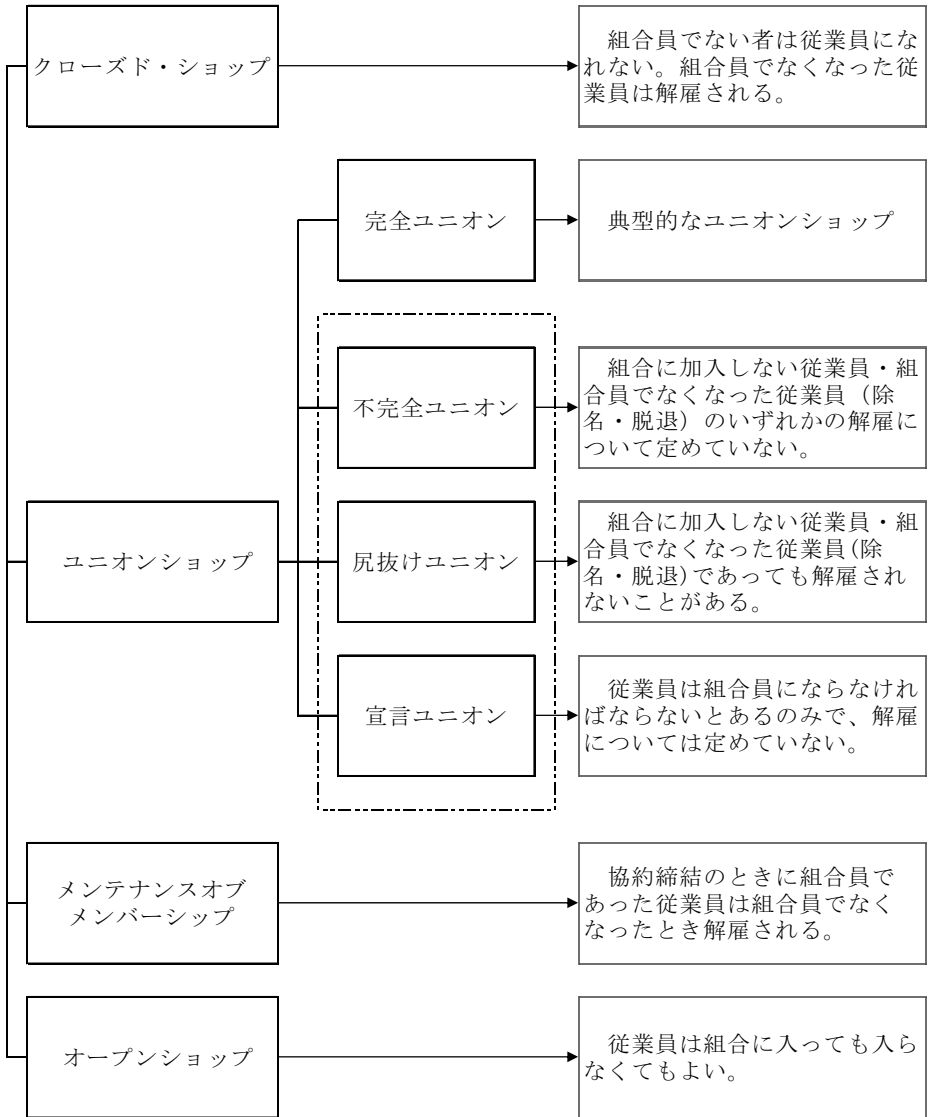 クローズド・ショップ
組合員でない者は従業員にな
れない。組合員でなくなった従
業員は解雇される。
完全ユニオン
典型的なユニオンショップ
不完全ユニオン
組合に加入しない従業員・組
合員でなくなった従業員（除
名・脱退）のいずれかの解雇に
ついて定めていない。
ユニオンショップ
尻抜けユニオン
組合に加入しない従業員・組
合員でなくなった従業員(除
名・脱退)であっても解雇され
ないことがある。
宣言ユニオン
従業員は組合員にならなけれ
ばならないとあるのみで、解雇
については定めていない。
メンテナンスオブ
メンバーシップ
協約締結のときに組合員で
あった従業員は組合員でなく
なったとき解雇される。
オープンショップ
従業員は組合に入っても入ら
なくてもよい。